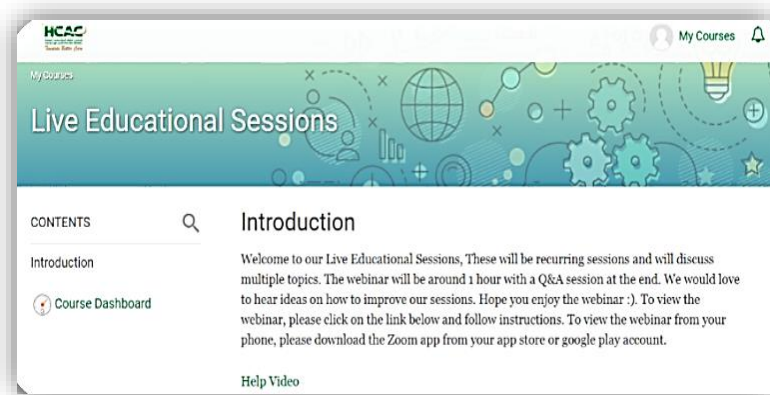 HCAC
My Courses
My Courses
Live Educational Sessions
CONTENTS
Introduction
Course Dashboard
Introduction
Welcome to our Live Educational Sessions, These will be recurring sessions and will discuss
multiple topics. The webinar will be around 1 hour with a Q&A session at the end. We would love
to hear ideas on how to improve our sessions. Hope you enjoy the webinar :). To view the
webinar, please click on the link below and follow instructions. To view the webinar from your
phone, please download the Zoom app from your app store or google play account.
Help Video